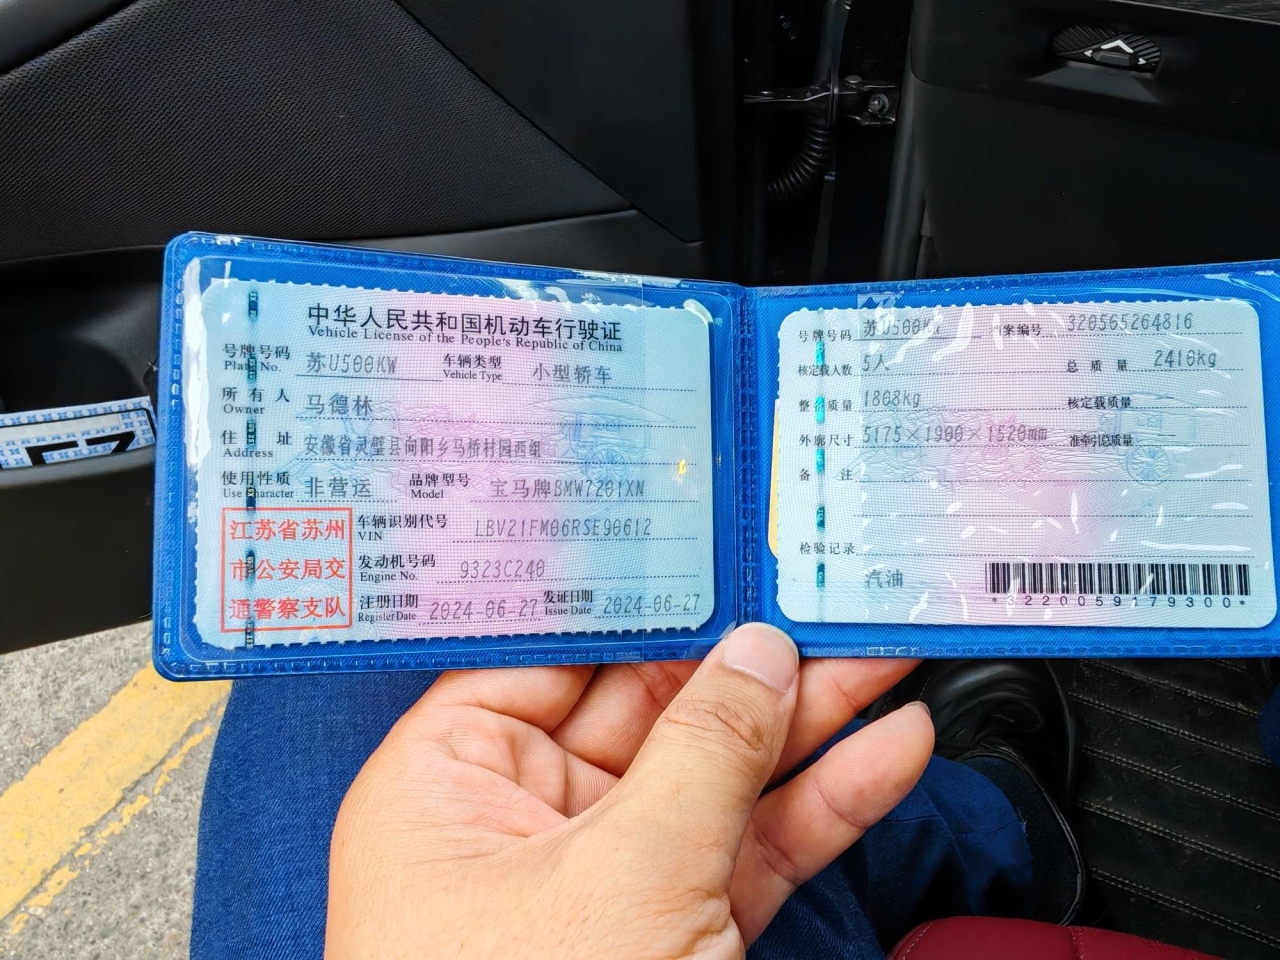 中华人民共和国机动车行驶证
Vehicle License of the People's Republic of China
号牌号码 苏U500KW 车辆类型 小型轿车
Plate No. Vehicle Type
所有人 马德林
Owner
住址 安徽省灵璧县向阳乡马桥村园西组
Address
使用性质 非营运 品牌型号 宝马牌BMW7201XN
Use Character Model
江苏省苏州
市公安局交
通警察支队
车辆识别代号 LBV21FM06RSE90612
VIN
发动机号码 9323C240
Engine No.
注册日期 2024-06-27 发证日期 2024-06-27
Register Date Issue Date
号牌号码 苏U500KW 档案编号 320565264816
核定载人数 5人 总质量 2410kg
整备质量 1808kg 核定载质量
外廓尺寸 5175×1900×1520mm 准牵引总质量
备注
检验记录
汽油
*3220059179300*